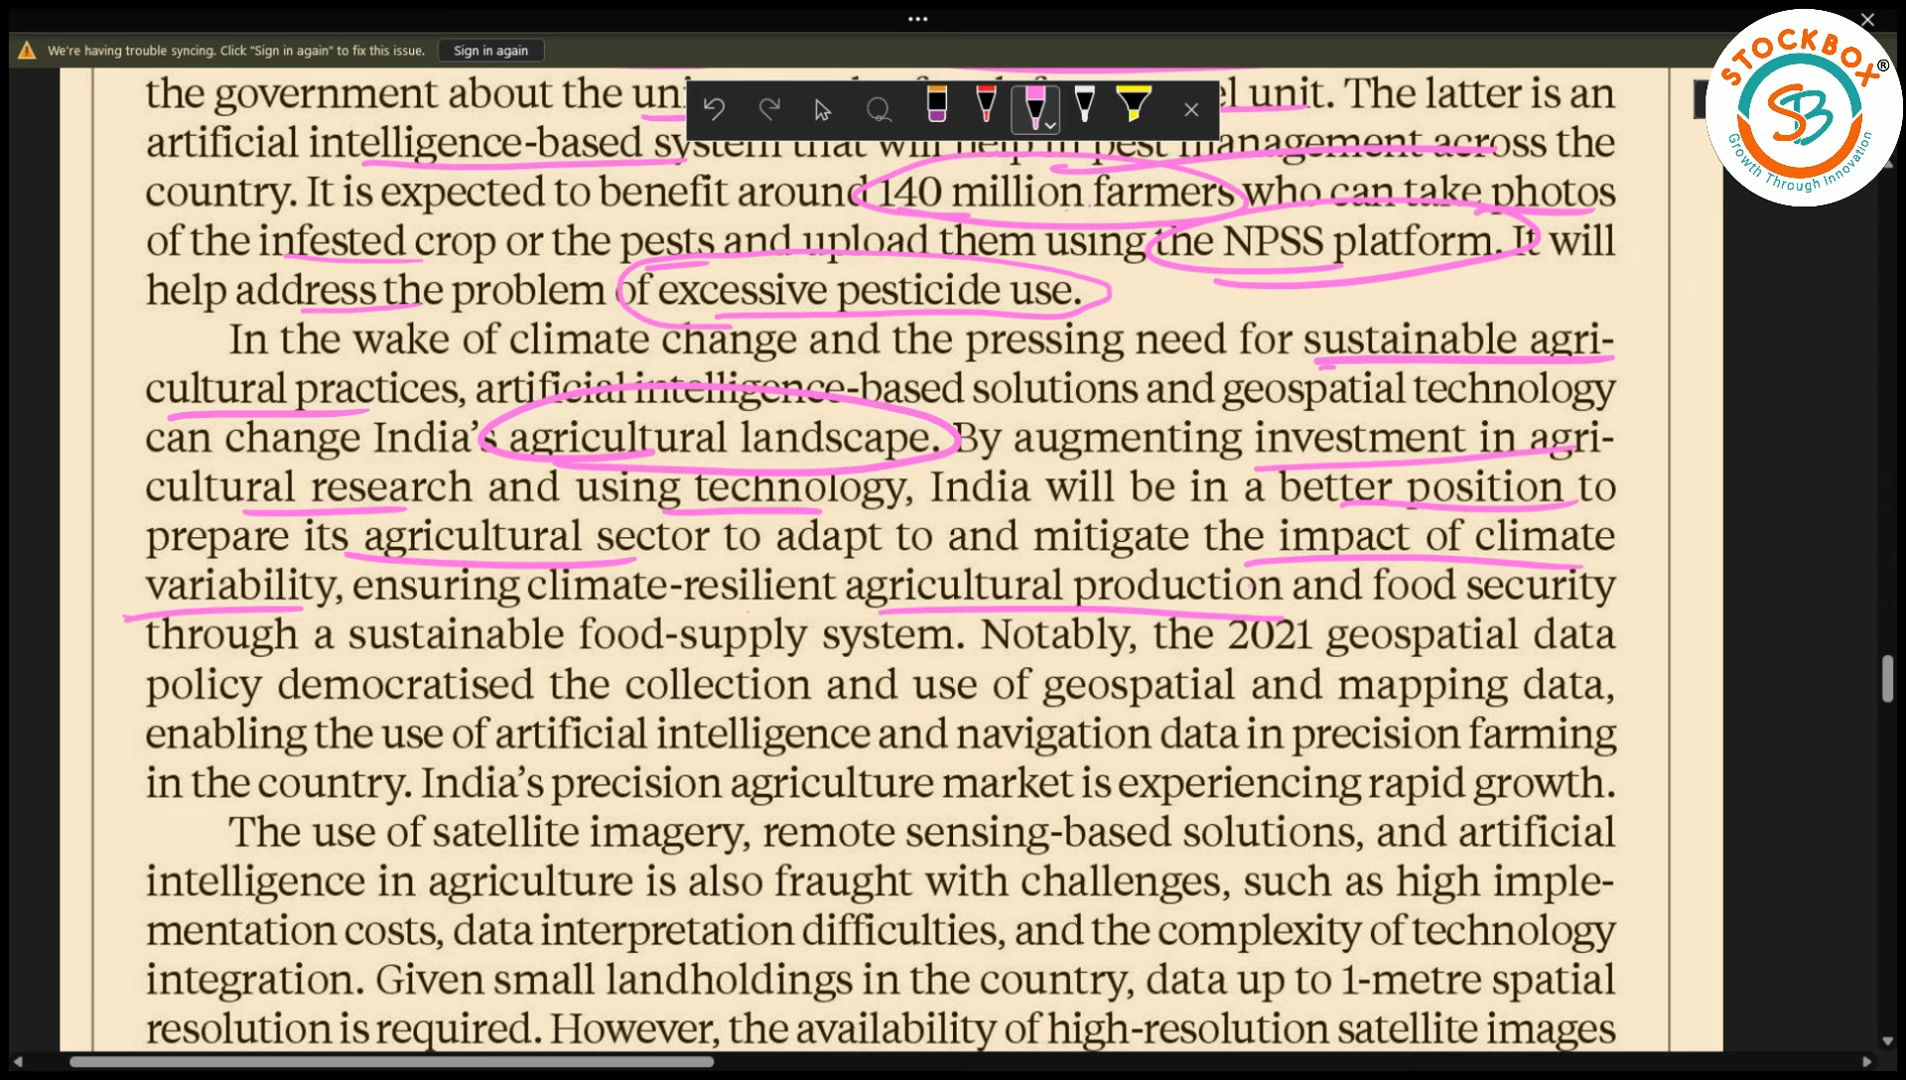 We're having trouble syncing. Click "Sign in again" to fix this issue. Sign in again
STOCKBOX®
SB
Growth Through Innovation
the government about the unit. The latter is an
artificial intelligence-based system that will help in pest management across the
country. It is expected to benefit around 140 million farmers who can take photos
of the infested crop or the pests and upload them using the NPSS platform. It will
help address the problem of excessive pesticide use.
In the wake of climate change and the pressing need for sustainable agri-
cultural practices, artificial intelligence-based solutions and geospatial technology
can change India's agricultural landscape. By augmenting investment in agri-
cultural research and using technology, India will be in a better position to
prepare its agricultural sector to adapt to and mitigate the impact of climate
variability, ensuring climate-resilient agricultural production and food security
through a sustainable food-supply system. Notably, the 2021 geospatial data
policy democratised the collection and use of geospatial and mapping data,
enabling the use of artificial intelligence and navigation data in precision farming
in the country. India's precision agriculture market is experiencing rapid growth.
The use of satellite imagery, remote sensing-based solutions, and artificial
intelligence in agriculture is also fraught with challenges, such as high imple-
mentation costs, data interpretation difficulties, and the complexity of technology
integration. Given small landholdings in the country, data up to 1-metre spatial
resolution is required. However, the availability of high-resolution satellite images